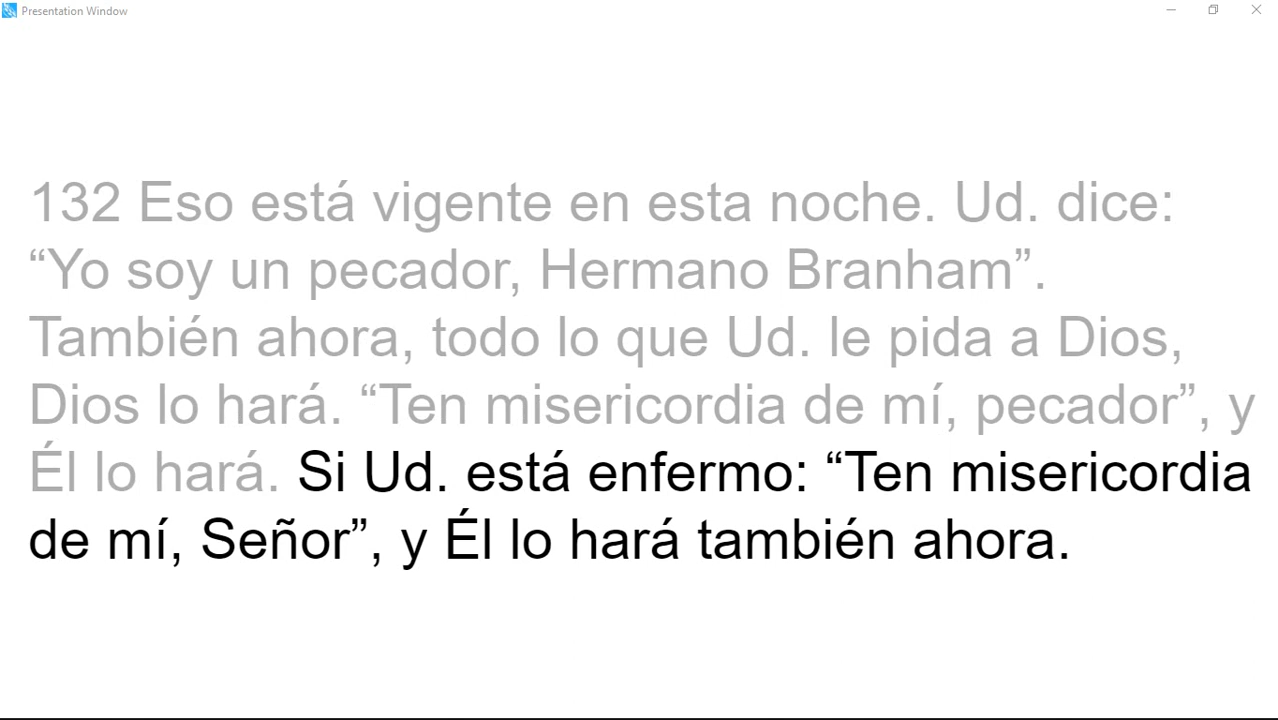 Presentation Window
132 Eso está vigente en esta noche. Ud. dice:
“Yo soy un pecador, Hermano Branham”.
También ahora, todo lo que Ud. le pida a Dios,
Dios lo hará. “Ten misericordia de mí, pecador”, y
Él lo hará. Si Ud. está enfermo: “Ten misericordia
de mí, Señor”, y Él lo hará también ahora.